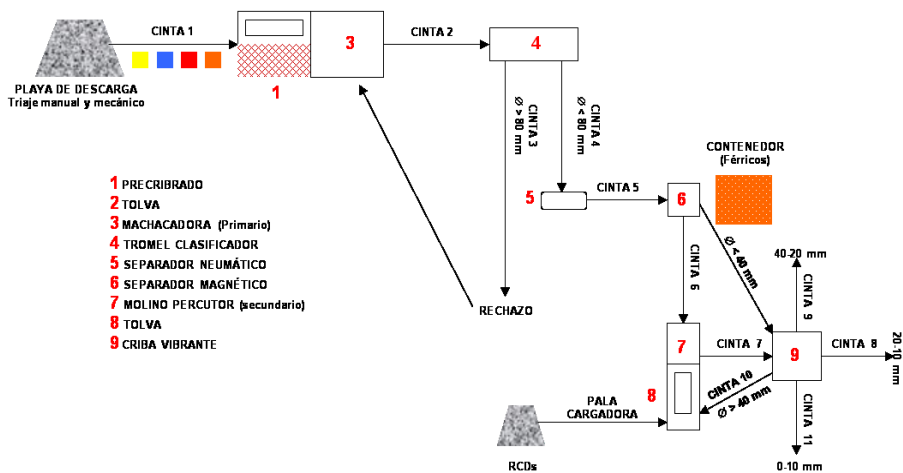 CINTA 1
3
CINTA 2
4
PLAYA DE DESCARGA
Triaje manual y mecánico
1
CINTA 3
Ø > 80 mm
CINTA 4
Ø < 80 mm
CONTENEDOR
(Férricos)
1 PRECRIBADO
2 TOLVA
3 MACHACADORA (Primario)
4 TROMEL CLASIFICADOR
5 SEPARADOR NEUMÁTICO
6 SEPARADOR MAGNÉTICO
7 MOLINO PERCUTOR (secundario)
8 TOLVA
9 CRIBA VIBRANTE
5
CINTA 5
6
CINTA 6
Ø < 40 mm
40-20 mm
CINTA 9
RECHAZO
7
CINTA 7
9
CINTA 8
20-10 mm
8
CINTA 10
Ø > 40 mm
CINTA 11
0-10 mm
PALA
CARGADORA
RCDs